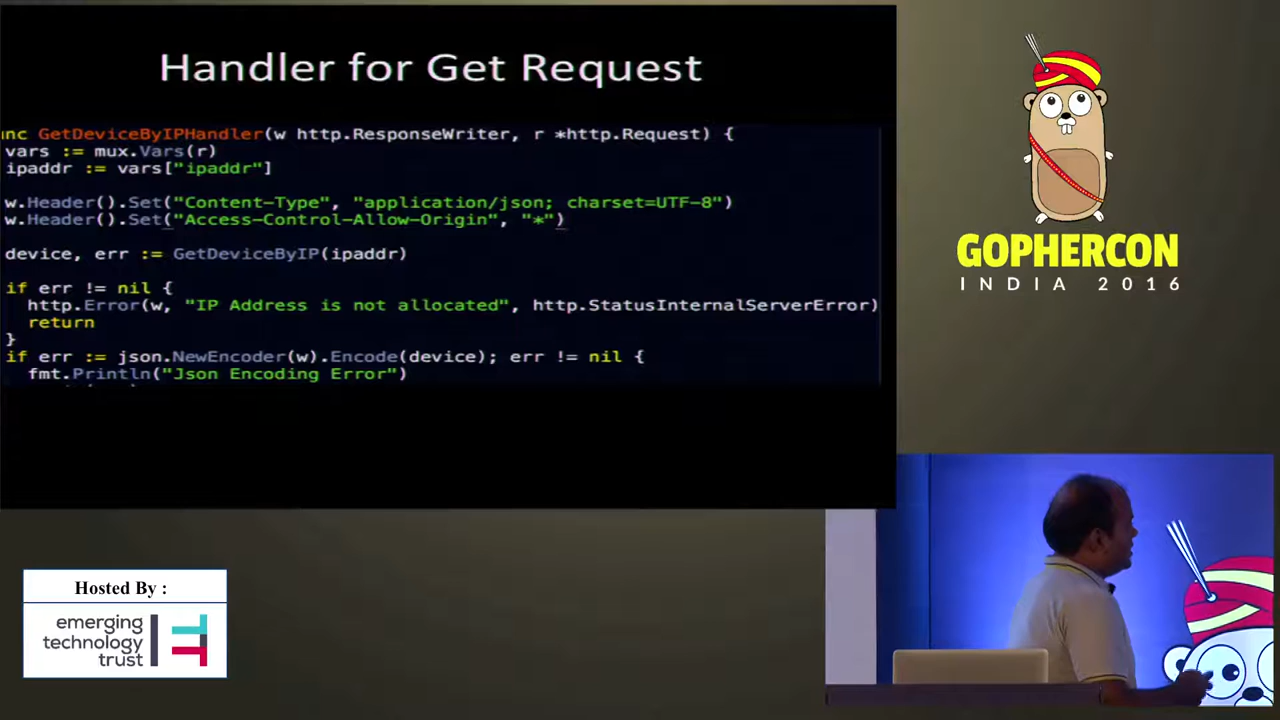 Handler for Get Request
nc GetDeviceByIPHandler(w http.ResponseWriter, r *http.Request) {
vars := mux.Vars(r)
ipaddr := vars["ipaddr"]
w.Header().Set("Content-Type", "application/json; charset=UTF-8")
w.Header().Set("Access-Control-Allow-Origin", "*")
device, err := GetDeviceByIP(ipaddr)
if err != nil {
http.Error(w, "IP Address is not allocated", http.StatusInternalServerError)
return
}
if err := json.NewEncoder(w).Encode(device); err != nil {
fmt.Println("Json Encoding Error")
GOPHERCON
INDIA 2016
Hosted By :
emerging
technology
trust